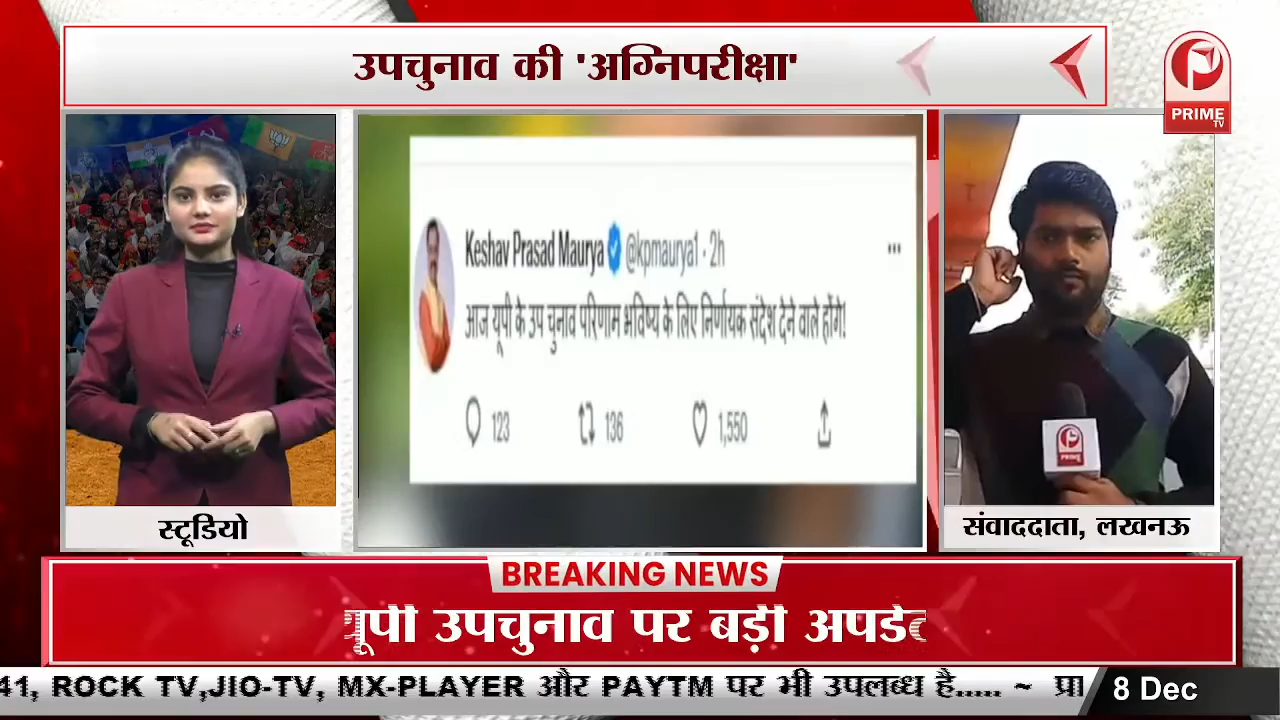 उपचुनाव की 'अग्निपरीक्षा'
PRIME
TV
Keshav Prasad Maurya @kpmaurya1 · 2h
आज यूपी के उप चुनाव परिणाम भविष्य के लिए निर्णायक संदेश देने वाले होंगे!
123 136 1,550
PRIME
स्टूडियो
संवाददाता, लखनऊ
BREAKING NEWS
यूपी उपचुनाव पर बड़ी अपडेट
41, ROCK TV,JIO-TV, MX-PLAYER और PAYTM पर भी उपलब्ध है..... ~ प्रा
8 Dec